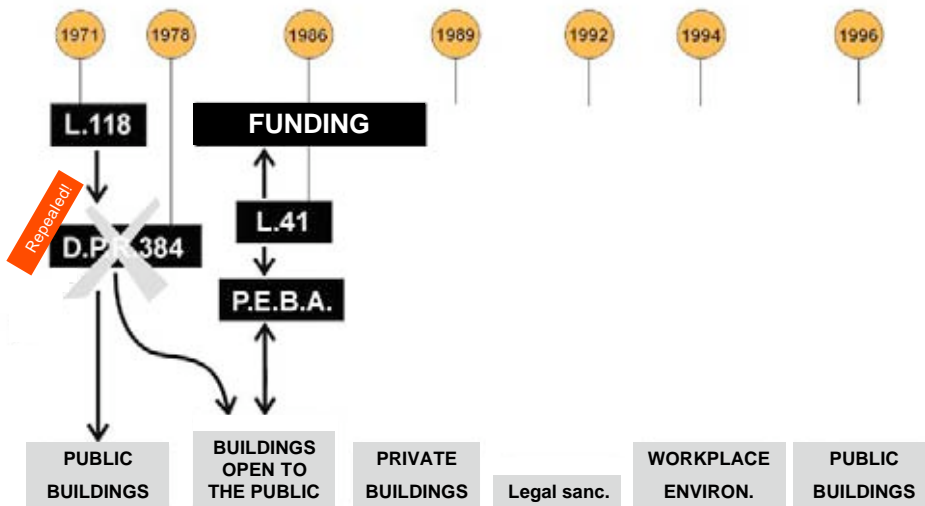 1971 1978 1986 1989 1992 1994 1996
L.118
FUNDING
Repealed!
L.41
D.P.R.384
P.E.B.A.
PUBLIC
BUILDINGS
BUILDINGS
OPEN TO
THE PUBLIC
PRIVATE
BUILDINGS
Legal sanc.
WORKPLACE
ENVIRON.
PUBLIC
BUILDINGS